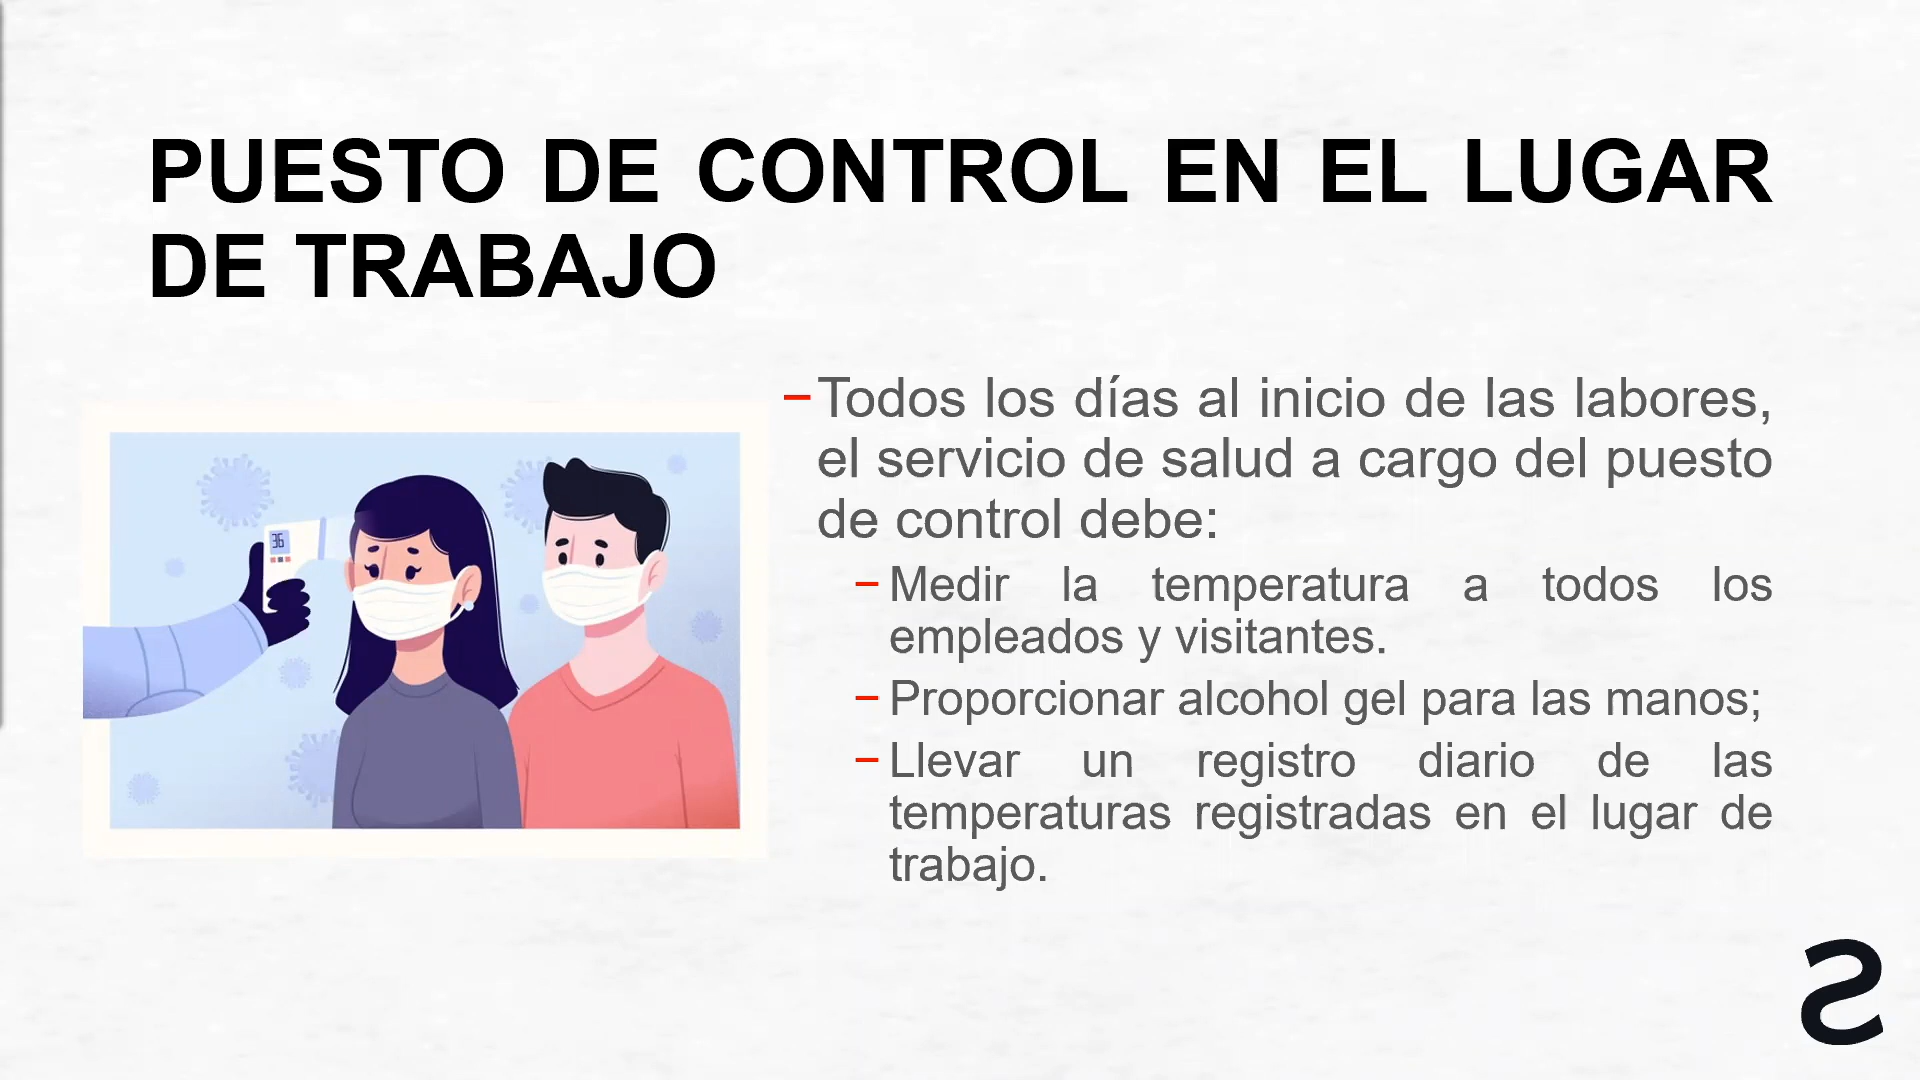 PUESTO DE CONTROL EN EL LUGAR
DE TRABAJO
36
– Todos los días al inicio de las labores,
el servicio de salud a cargo del puesto
de control debe:
– Medir la temperatura a todos los
empleados y visitantes.
– Proporcionar alcohol gel para las manos;
– Llevar un registro diario de las
temperaturas registradas en el lugar de
trabajo.